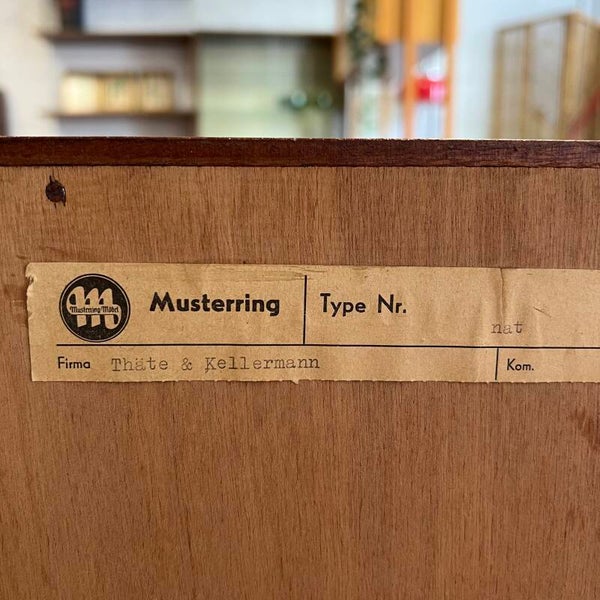 Musterring Möbel
Musterring
Type Nr.
nat
Firma Thäte & Kellermann
Kom.